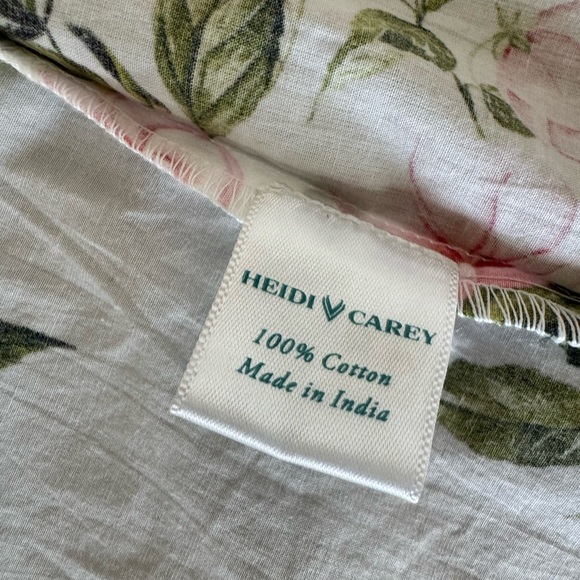 HEIDI CAREY
100% Cotton
Made in India